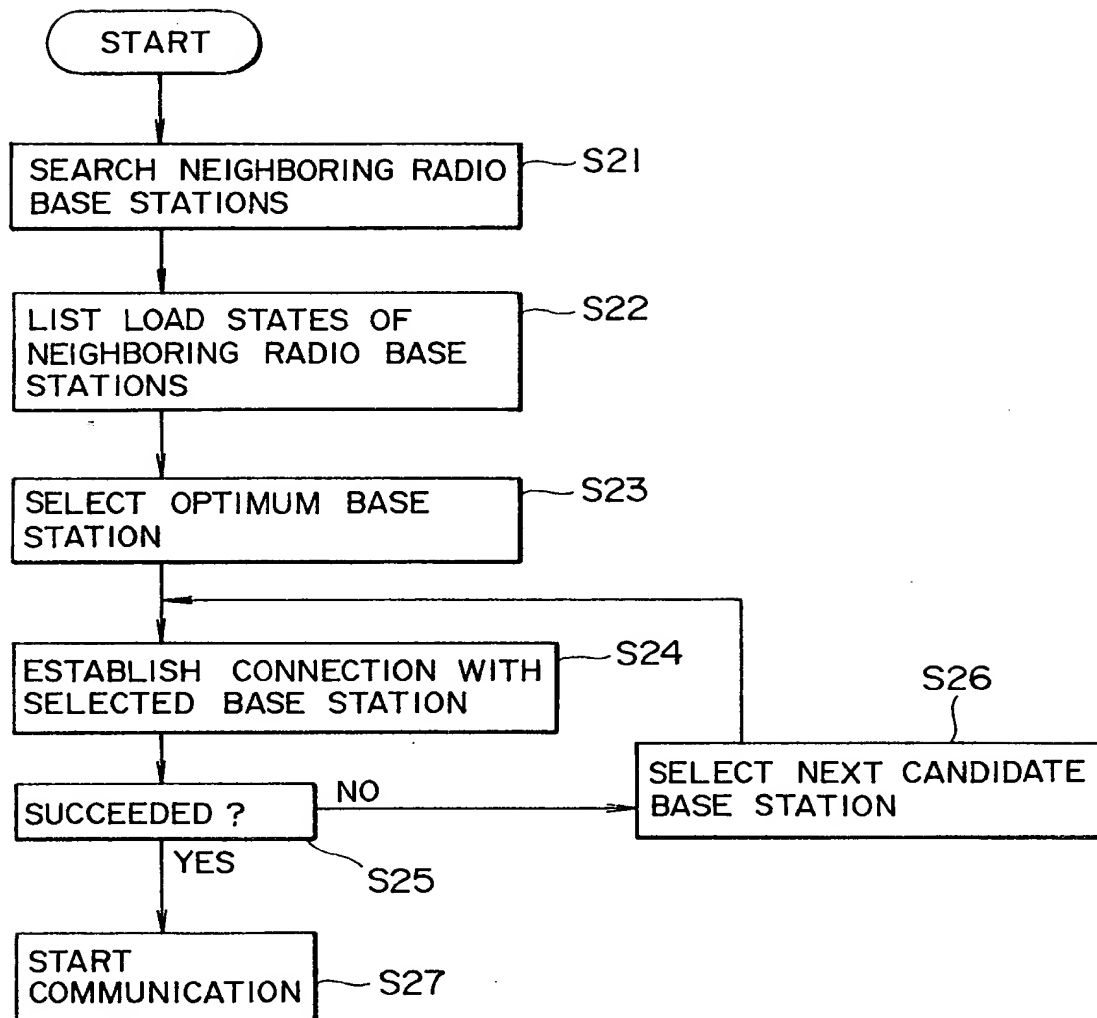 START
SEARCH NEIGHBORING RADIO
BASE STATIONS
S21
LIST LOAD STATES OF
NEIGHBORING RADIO BASE
STATIONS
S22
SELECT OPTIMUM BASE
STATION
S23
ESTABLISH CONNECTION WITH
SELECTED BASE STATION
S24
S26
SELECT NEXT CANDIDATE
BASE STATION
SUCCEEDED ?
NO
YES
S25
START
COMMUNICATION
S27